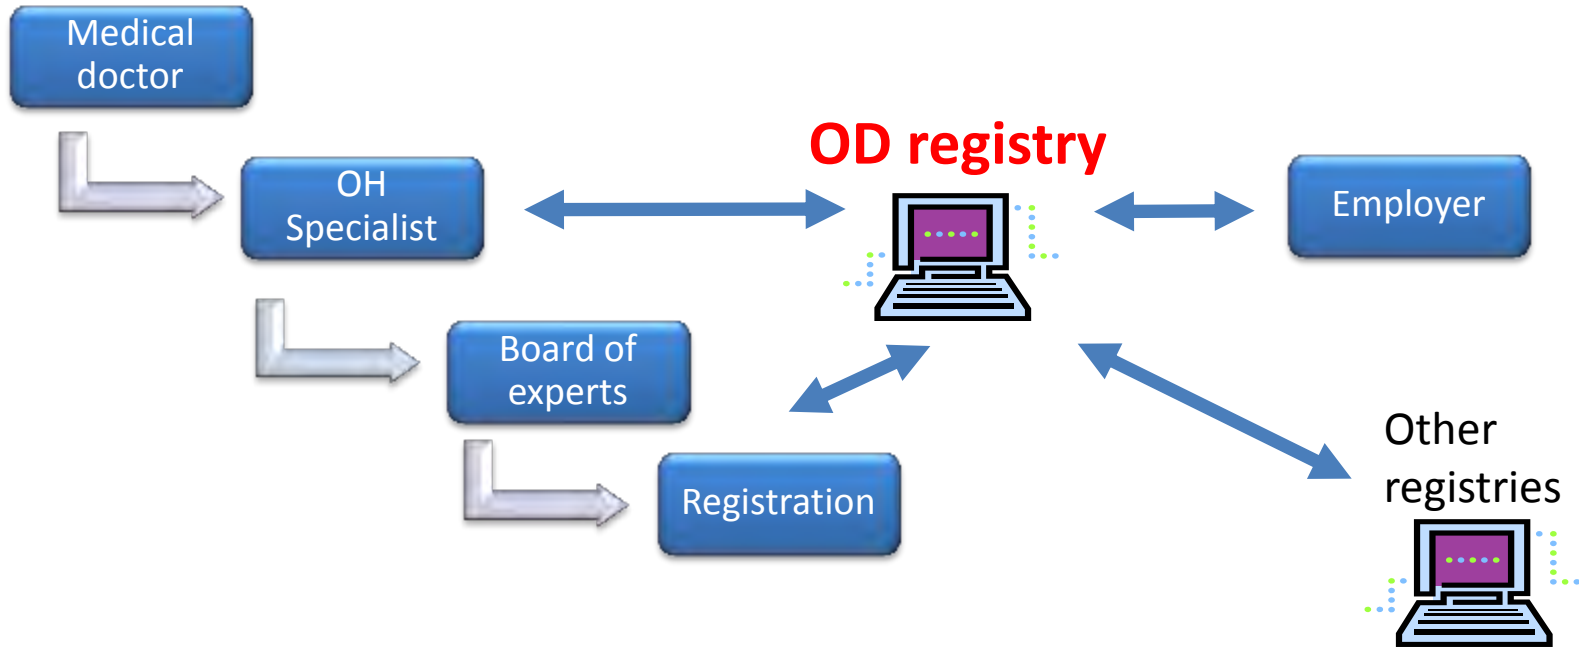 Medical
doctor
OD registry
OH
Specialist
Employer
Board of
experts
Other
registries
Registration